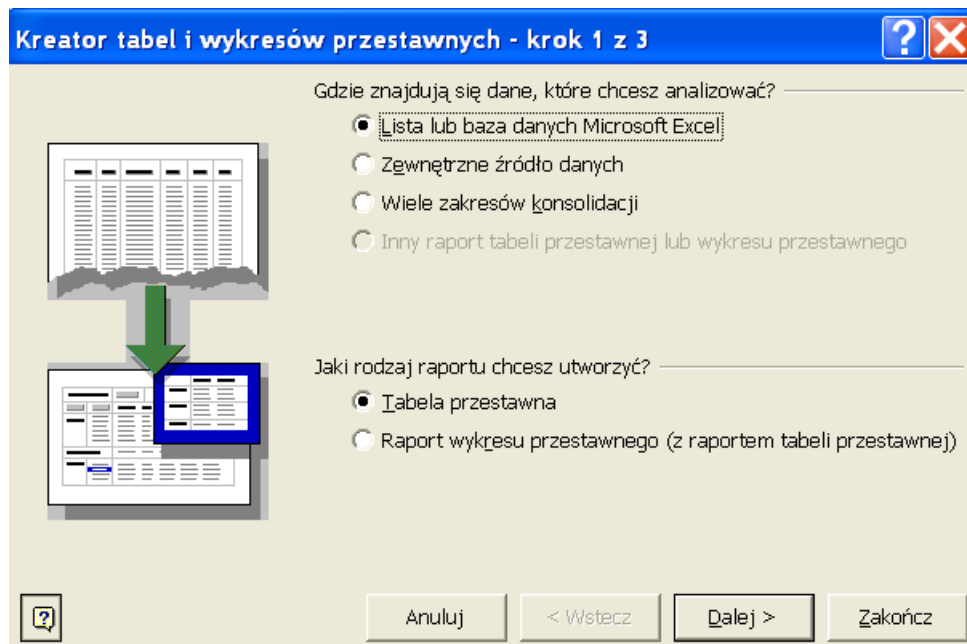 Kreator tabel i wykresów przestawnych - krok 1 z 3
Gdzie znajdują się dane, które chcesz analizować?
Lista lub baza danych Microsoft Excel
Zewnętrzne źródło danych
Wiele zakresów konsolidacji
Inny raport tabeli przestawnej lub wykresu przestawnego
Jaki rodzaj raportu chcesz utworzyć?
Tabela przestawna
Raport wykresu przestawnego (z raportem tabeli przestawnej)
Anuluj
< Wstecz
Dalej >
Zakończ